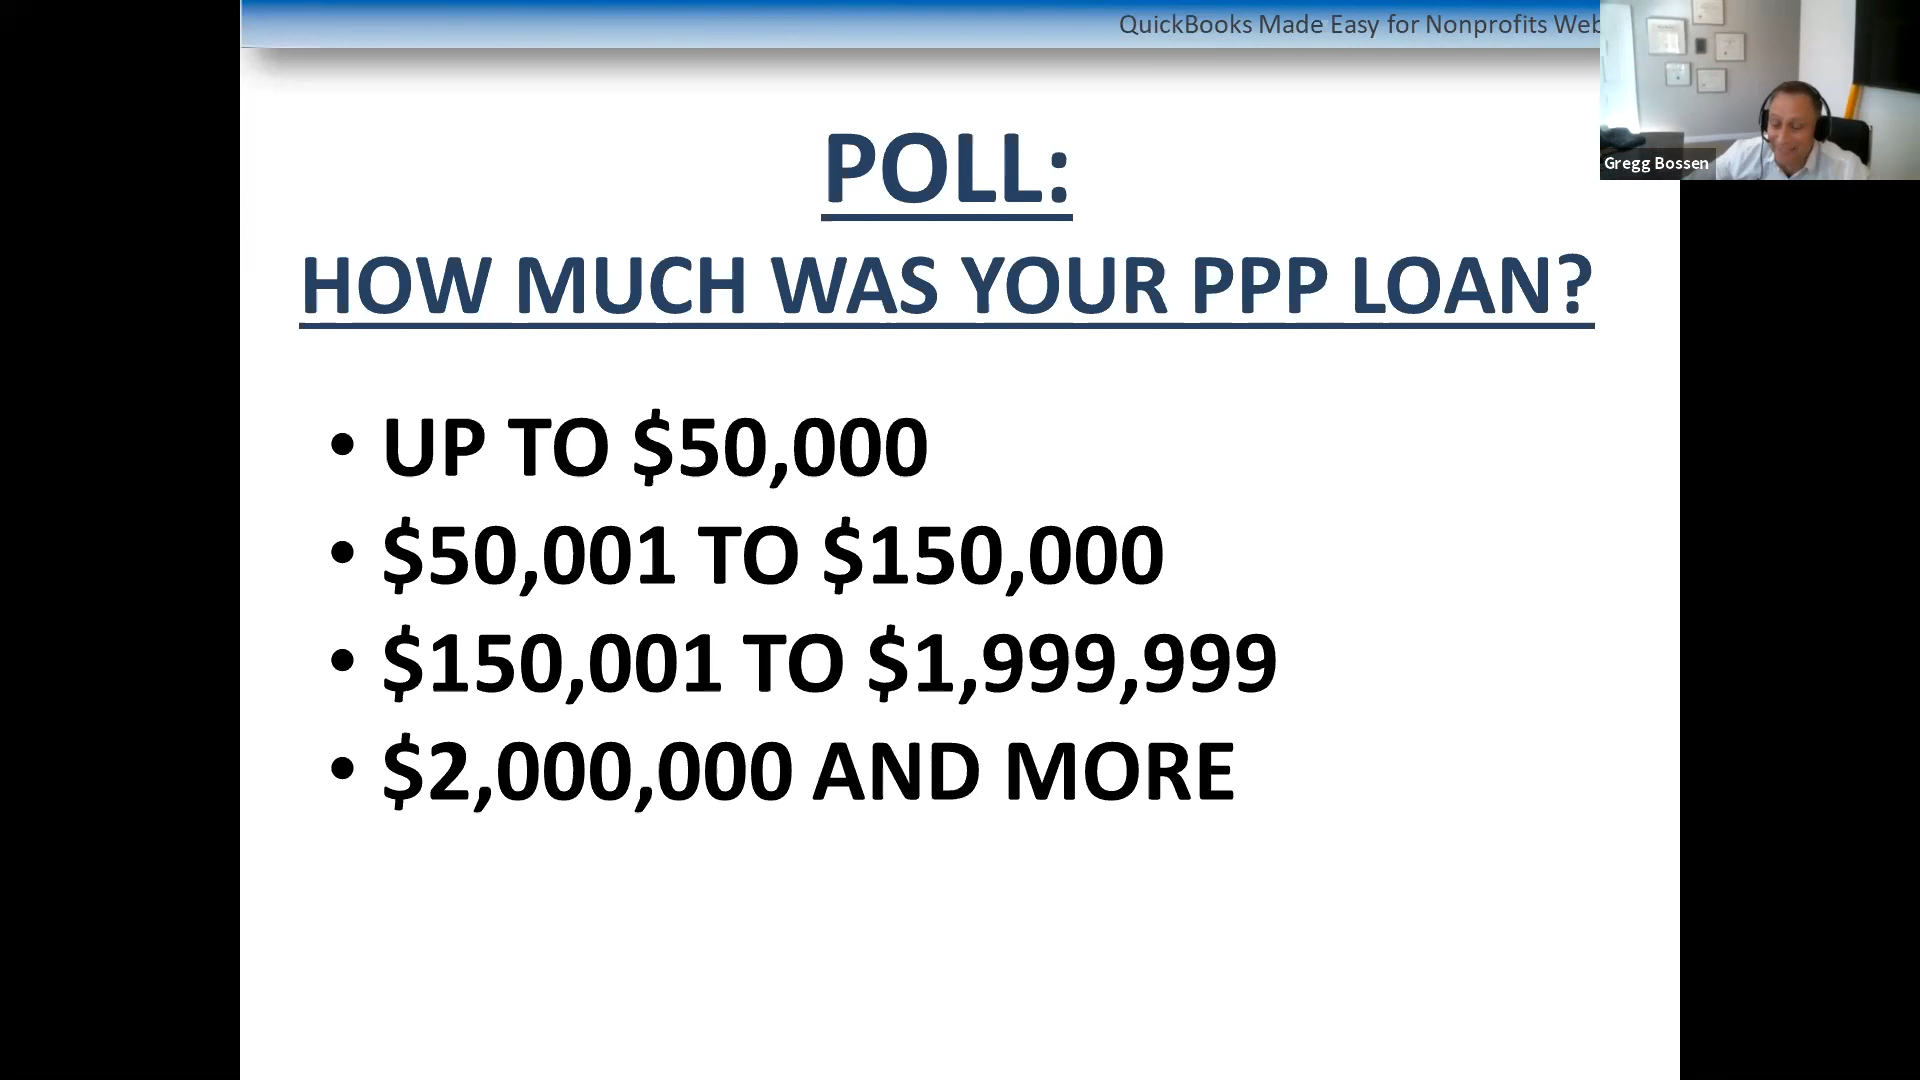 QuickBooks Made Easy for Nonprofits Web
Gregg Bossen
POLL:
HOW MUCH WAS YOUR PPP LOAN?
• UP TO $50,000
• $50,001 TO $150,000
• $150,001 TO $1,999,999
• $2,000,000 AND MORE